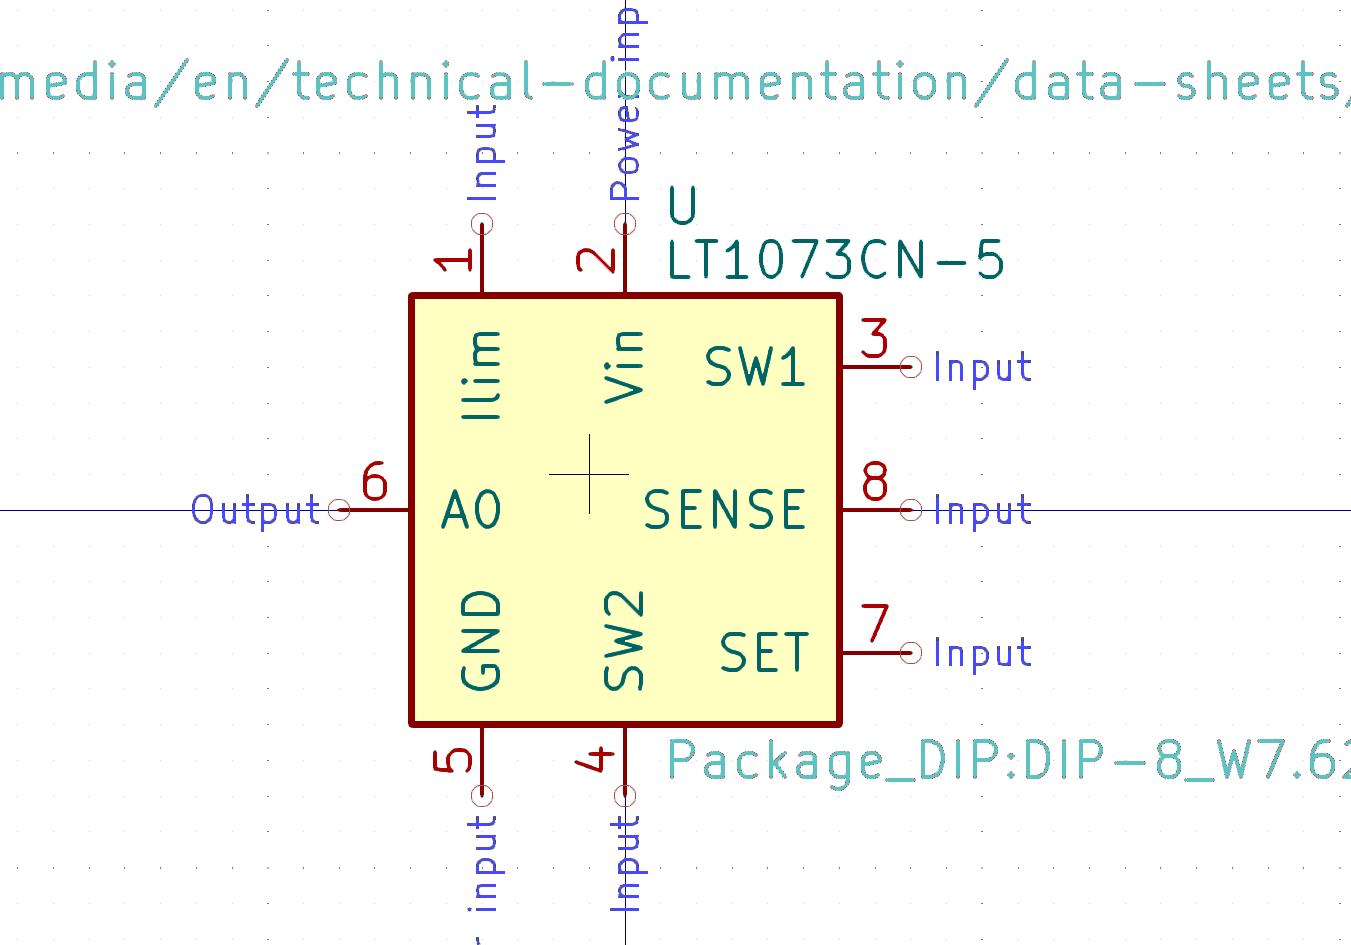 Power inp
media/en/technical-documentation/data-sheets/
Input
U
LT1073CN-5
1
2
Ilim
Vin
SW1
3
Input
Output
6
AO
SENSE
8
Input
GND
SW2
SET
7
Input
5
4
Package_DIP:DIP-8_W7.62
input
Input